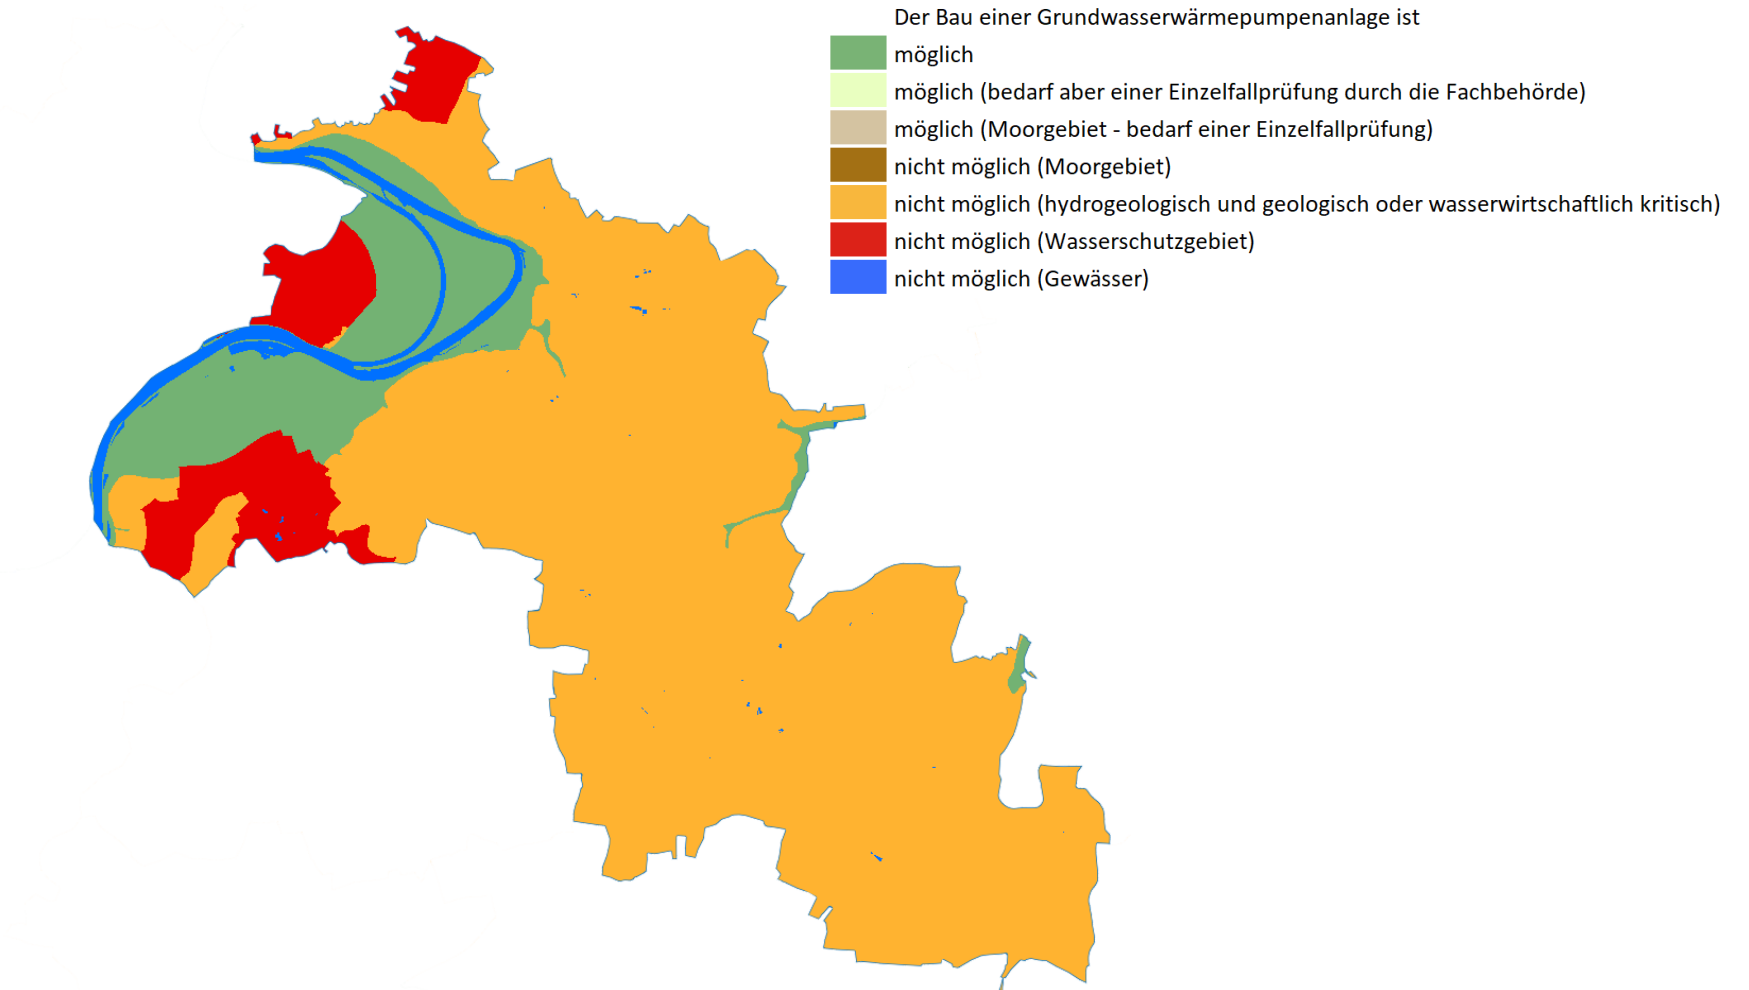 Der Bau einer Grundwasserwärmepumpenanlage ist
möglich
möglich (bedarf aber einer Einzelfallprüfung durch die Fachbehörde)
möglich (Moorgebiet - bedarf einer Einzelfallprüfung)
nicht möglich (Moorgebiet)
nicht möglich (hydrogeologisch und geologisch oder wasserwirtschaftlich kritisch)
nicht möglich (Wasserschutzgebiet)
nicht möglich (Gewässer)